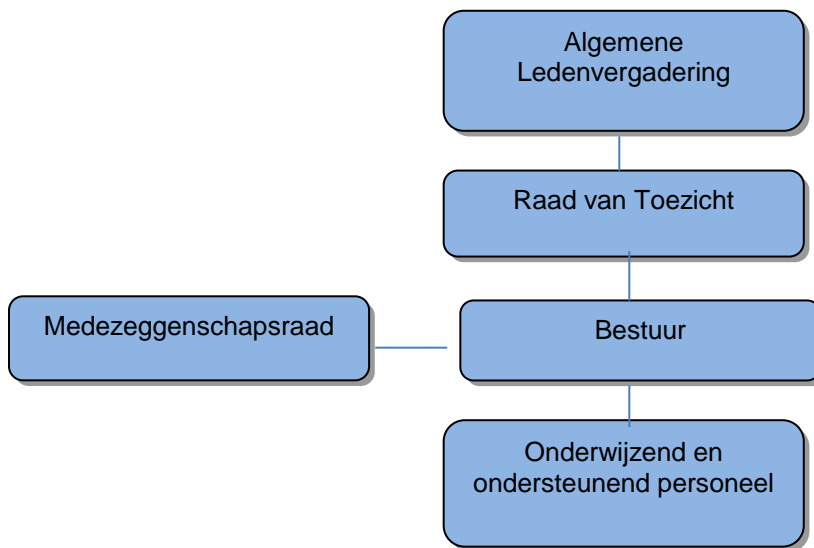 Algemene
Ledenvergadering
Raad van Toezicht
Medezeggenschapsraad
Bestuur
Onderwijzend en
ondersteunend personeel